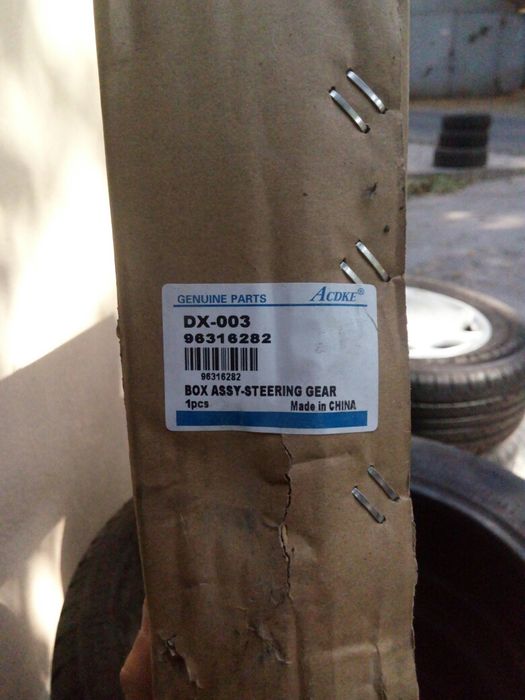 GENUINE PARTS ACDKE®
DX-003
96316282
96316282
BOX ASSY-STEERING GEAR
1pcs Made in CHINA